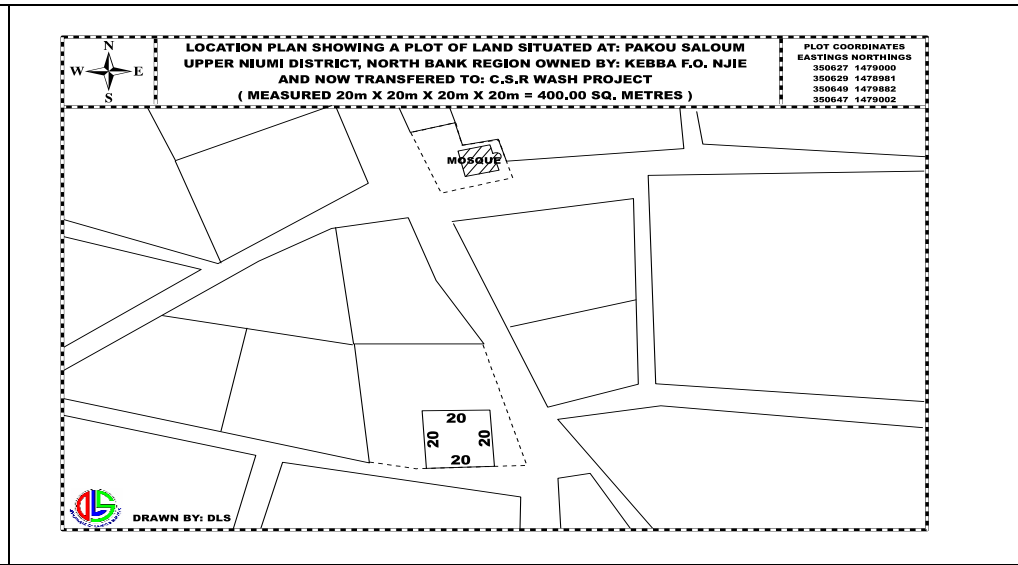 N
W E
S
LOCATION PLAN SHOWING A PLOT OF LAND SITUATED AT: PAKOU SALOUM
UPPER NIUMI DISTRICT, NORTH BANK REGION OWNED BY: KEBBA F.O. NJIE
AND NOW TRANSFERED TO: C.S.R WASH PROJECT
( MEASURED 20m X 20m X 20m X 20m = 400.00 SQ. METRES )
PLOT COORDINATES
EASTINGS NORTHINGS
350627 1479000
350629 1478981
350649 1478982
350647 1479002
MOSQUE
20
20 20
20
DLS
DRAWN BY: DLS